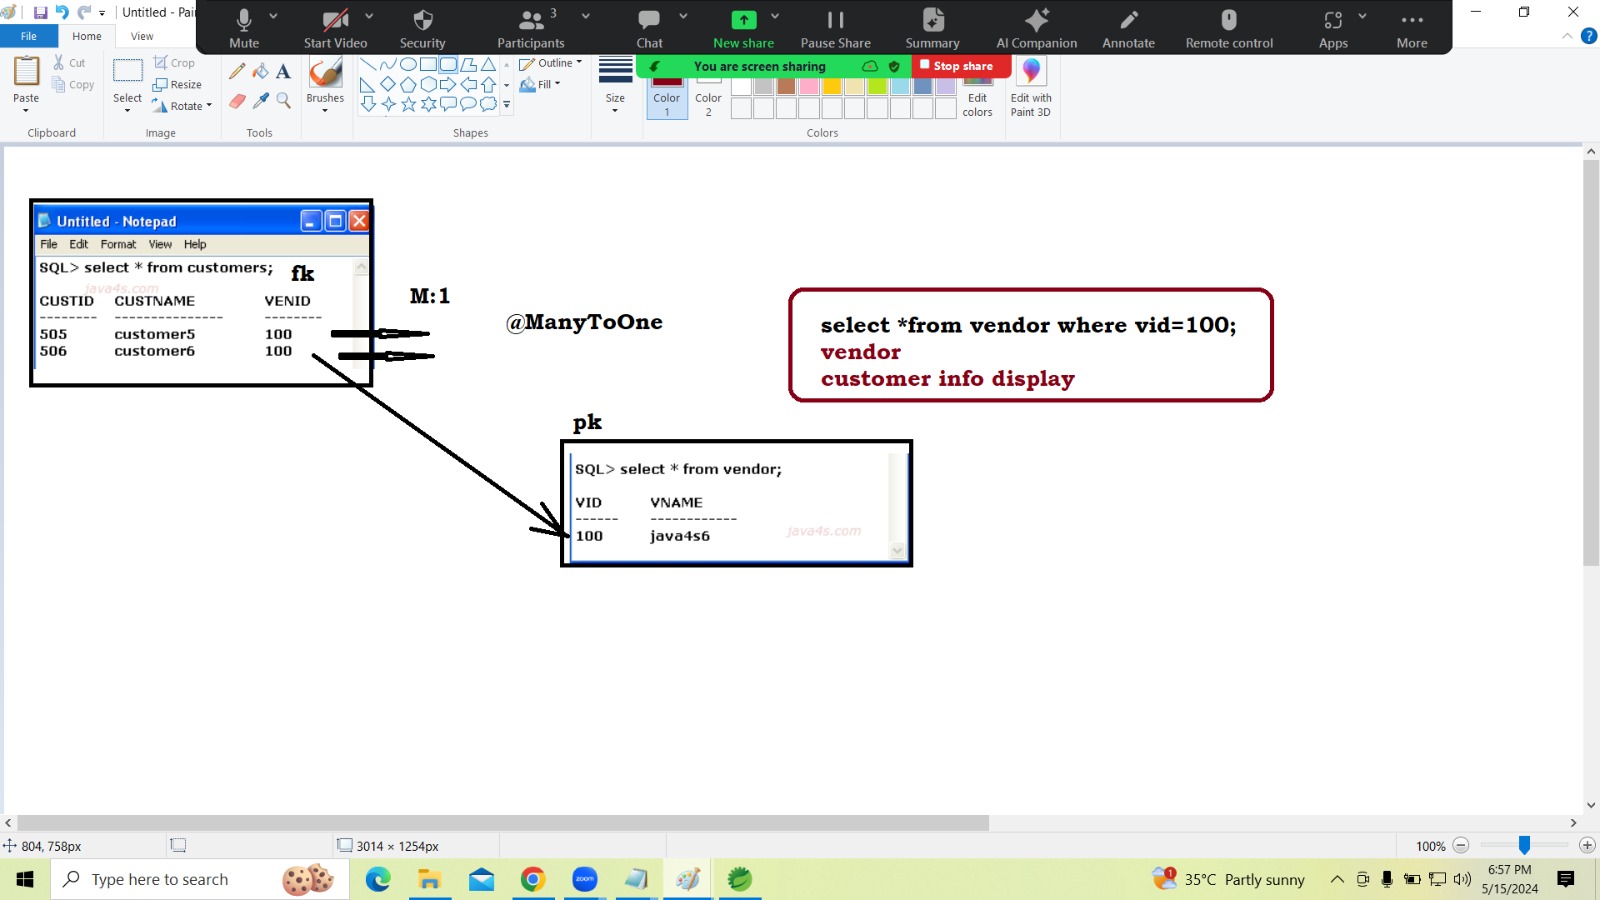 Untitled - Pai
Mute
Start Video
Security
Participants
3
Chat
New share
Pause Share
Summary
AI Companion
Annotate
Remote control
Apps
More
You are screen sharing
Stop share
File
Home
View
Paste
Cut
Copy
Clipboard
Select
Crop
Resize
Rotate
Image
A
Tools
Brushes
Outline
Fill
Shapes
Size
Color
1
Color
2
Edit
colors
Edit with
Paint 3D
Colors
Untitled - Notepad
File Edit Format View Help
SQL> select * from customers;
fk
java4s.com
CUSTID CUSTNAME VENID
-------- --------------- --------
505 customer5 100
506 customer6 100
M:1
@ManyToOne
select *from vendor where vid=100;
vendor
customer info display
pk
SQL> select * from vendor;
VID VNAME
------ ------------
java4s.com
100 java4s6
804, 758px
3014 × 1254px
100%
Type here to search
zoom
1
35°C Partly sunny
6:57 PM
5/15/2024